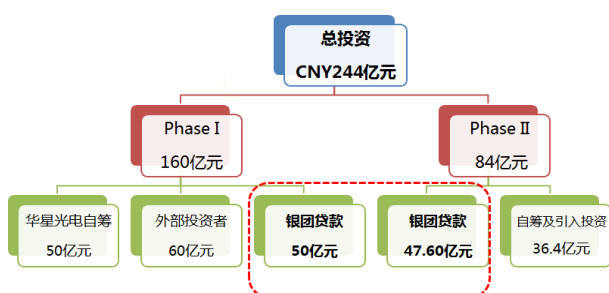 总投资
CNY244亿元
Phase I
160亿元
Phase II
84亿元
华星光电自筹
50亿元
外部投资者
60亿元
银团贷款
50亿元
银团贷款
47.60亿元
自筹及引入投资
36.4亿元